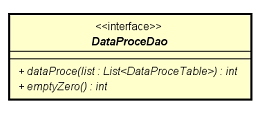 <<interface>>
DataProceDao
+ dataProce(list : List<DataProceTable>) : int
+ emptyZero() : int